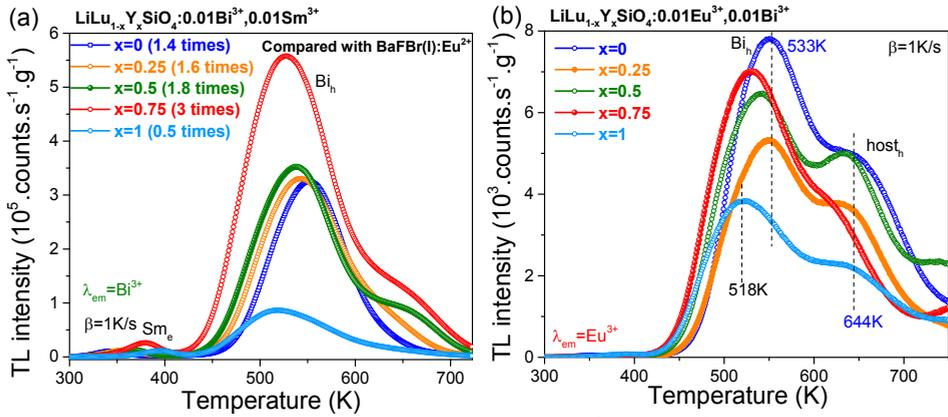 (a)
LiLu₁₋ₓYₓSiO₄:0.01Bi³⁺,0.01Sm³⁺
x=0 (1.4 times)
x=0.25 (1.6 times)
x=0.5 (1.8 times)
x=0.75 (3 times)
x=1 (0.5 times)
Compared with BaFBr(I):Eu²⁺
Biₕ
λₑₘ=Bi³⁺
β=1K/s
Smₑ
TL intensity (10⁵.counts.s⁻¹.g⁻¹)
6
5
4
3
2
1
0
300 400 500 600 700
Temperature (K)
(b)
LiLu₁₋ₓYₓSiO₄:0.01Eu³⁺,0.01Bi³⁺
x=0
x=0.25
x=0.5
x=0.75
x=1
Biₕ
533K
β=1K/s
hostₕ
518K
644K
λₑₘ=Eu³⁺
TL intensity (10³.counts.s⁻¹.g⁻¹)
8
6
4
2
0
300 400 500 600 700
Temperature (K)